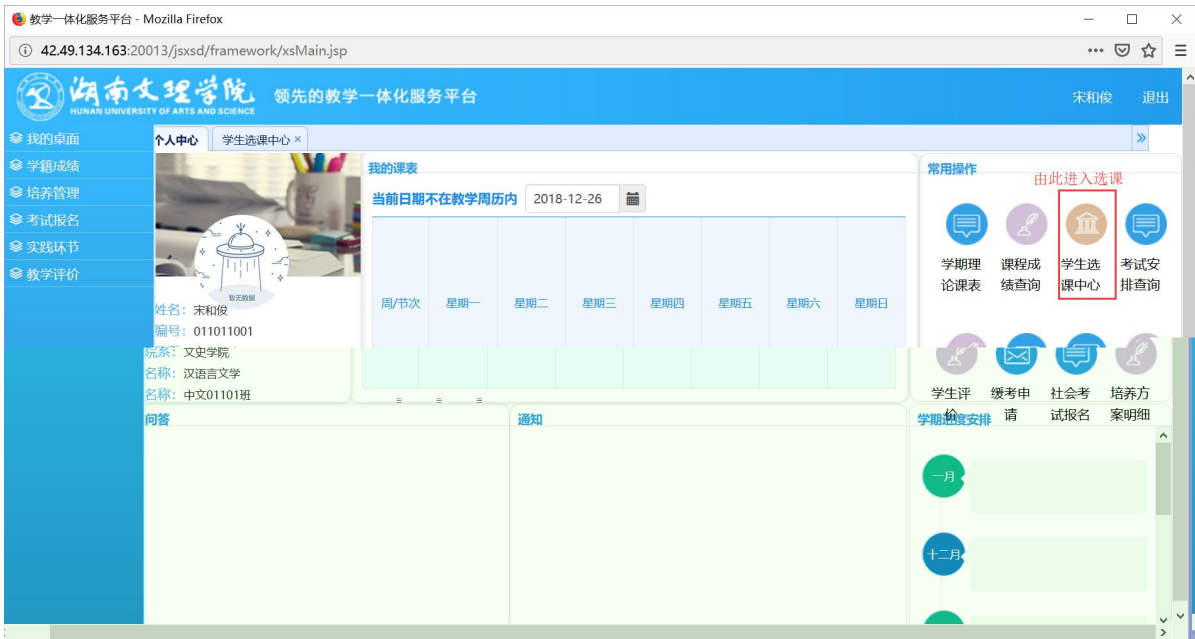 教学一体化服务平台 - Mozilla Firefox
42.49.134.163:20013/jsxsd/framework/xsMain.jsp
湖南文理学院
HUNAN UNIVERSITY OF ARTS AND SCIENCE
领先的教学一体化服务平台
宋和俊 退出
我的桌面
学籍成绩
培养管理
考试报名
实践环节
教学评价
个人中心 学生选课中心 ×
暂无数据
姓名：宋和俊
编号：011011001
院系：文史学院
名称：汉语言文学
名称：中文01101班
我的课表
当前日期不在教学周历内 2018-12-26
周/节次 星期一 星期二 星期三 星期四 星期五 星期六 星期日
常用操作
由此进入选课
学期理论课表
课程成绩查询
学生选课中心
考试安排查询
学生评价
缓考申请
社会考试报名
培养方案明细
问答
通知
学期进度安排
一月
十二月